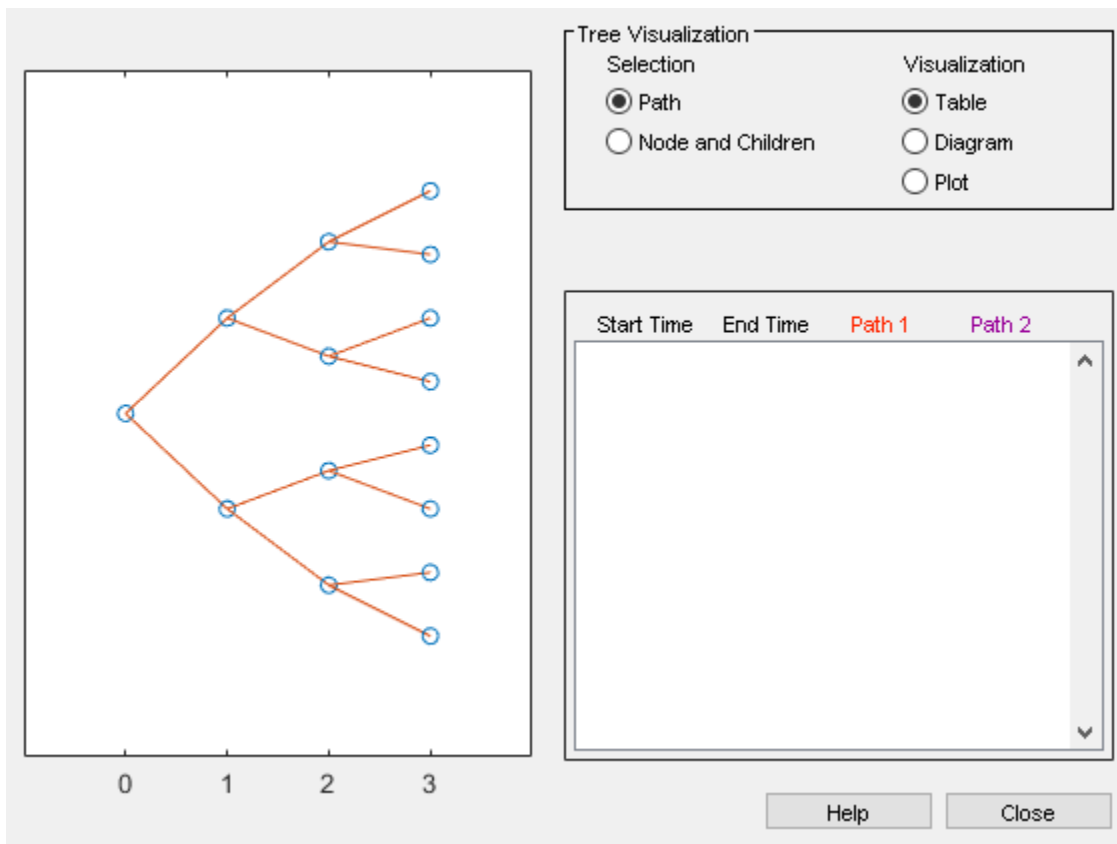 Tree Visualization
Selection Visualization
Path Table
Node and Children Diagram
Plot
Start Time End Time Path 1 Path 2
0 1 2 3
Help Close